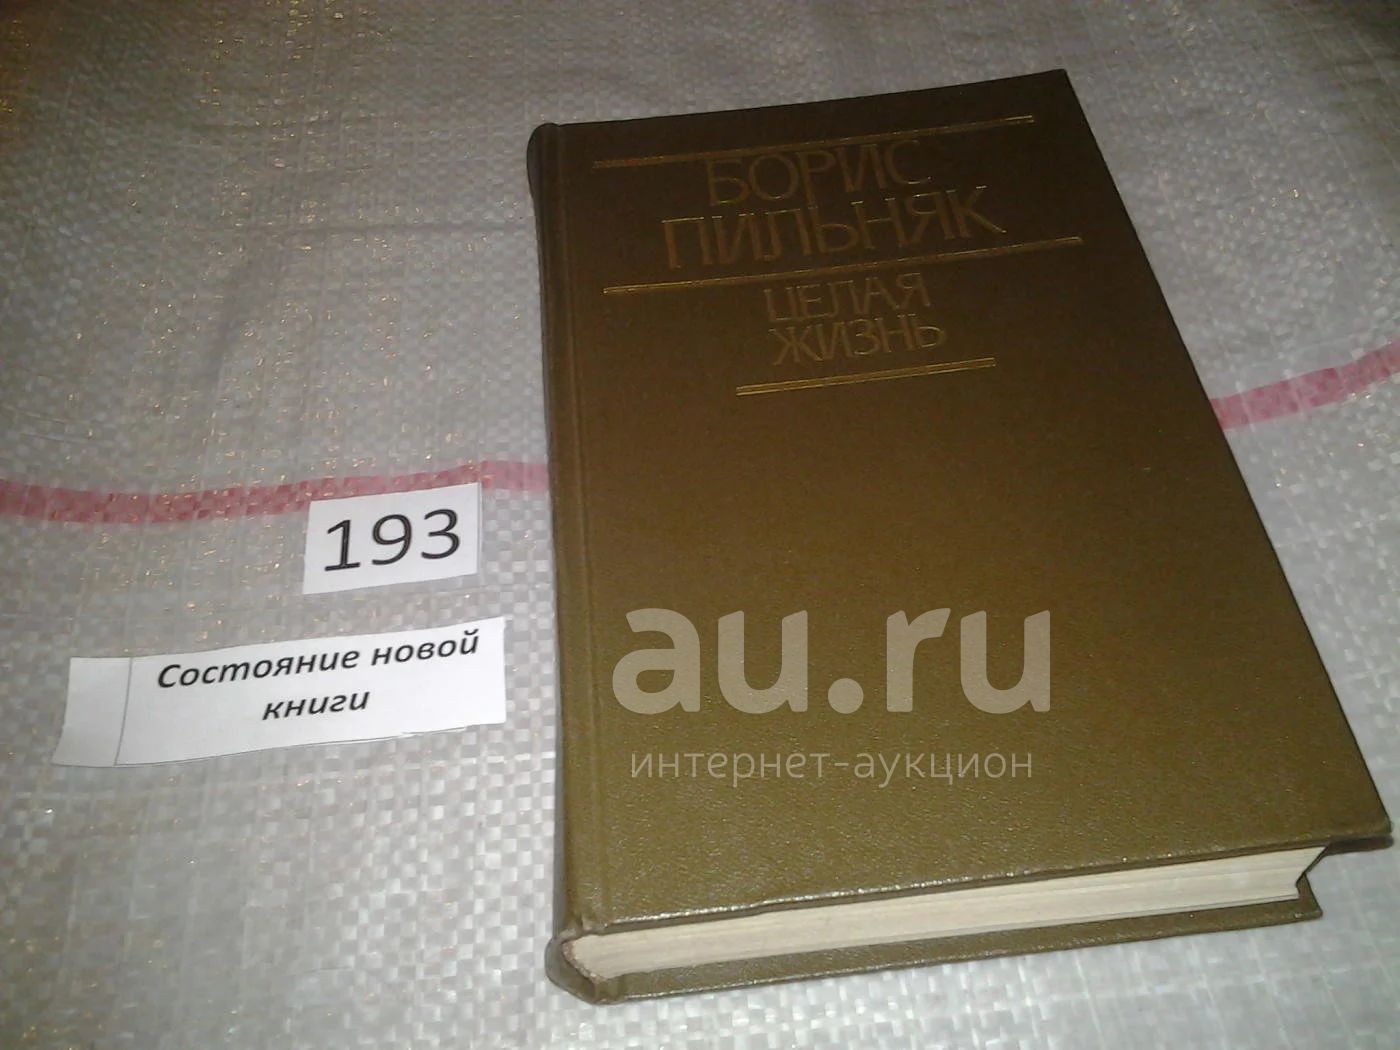 БОРИС
ПИЛЬНЯК
ЦЕЛАЯ
ЖИЗНЬ
193
Состояние новой
книги
au.ru
интернет-аукцион